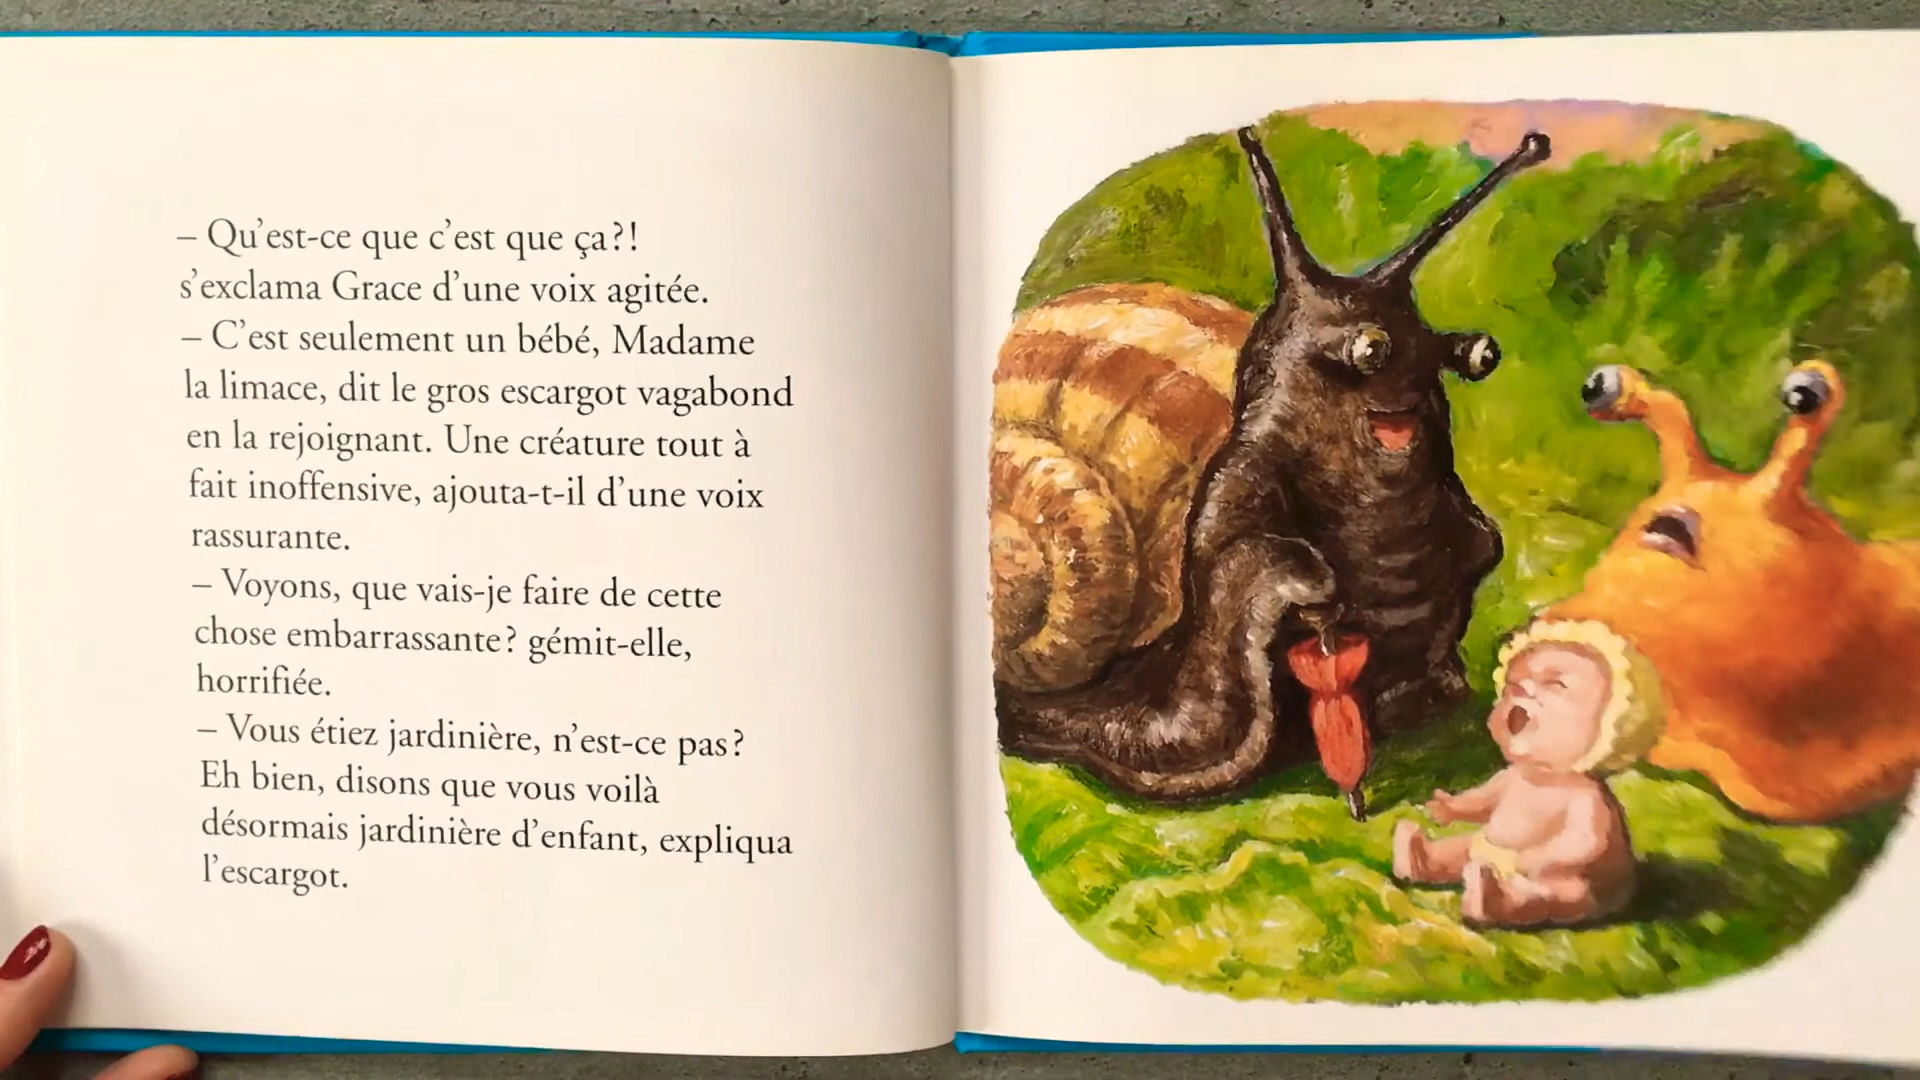 – Qu’est-ce que c’est que ça ?!
s’exclama Grace d’une voix agitée.
– C’est seulement un bébé, Madame
la limace, dit le gros escargot vagabond
en la rejoignant. Une créature tout à
fait inoffensive, ajouta-t-il d’une voix
rassurante.
– Voyons, que vais-je faire de cette
chose embarrassante ? gémit-elle,
horrifiée.
– Vous étiez jardinière, n’est-ce pas ?
Eh bien, disons que vous voilà
désormais jardinière d’enfant, expliqua
l’escargot.